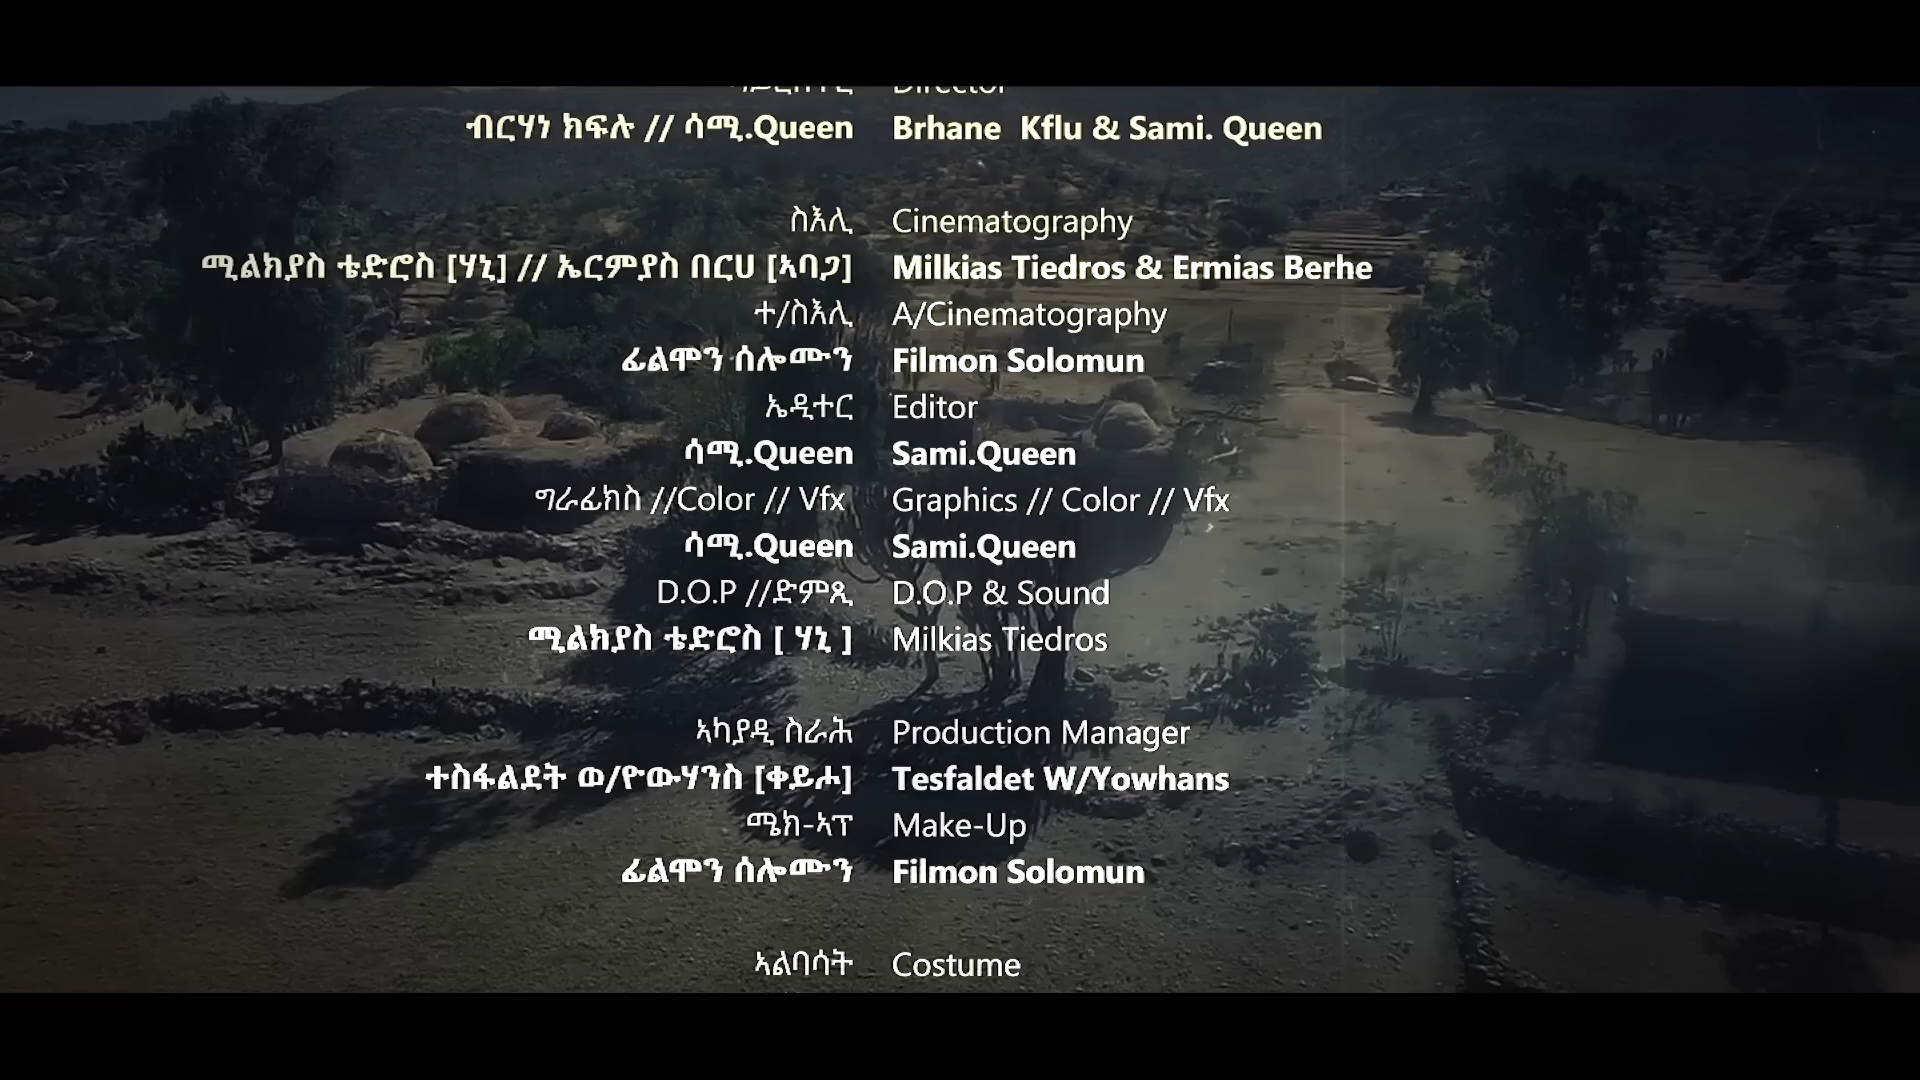 Director
ብርሃነ ክፍሉ // ሳሚ.Queen Brhane Kflu & Sami. Queen
ስእሊ Cinematography
ሚልክያስ ቴድሮስ [ሃኒ] // ኤርምያስ በርሀ [ኣባጋ] Milkias Tiedros & Ermias Berhe
ተ/ስእሊ A/Cinematography
ፊልሞን ሰሎሙን Filmon Solomun
ኤዲተር Editor
ሳሚ.Queen Sami.Queen
ግራፊክስ //Color // Vfx Graphics // Color // Vfx
ሳሚ.Queen Sami.Queen
D.O.P //ድምጺ D.O.P & Sound
ሚልክያስ ቴድሮስ [ ሃኒ ] Milkias Tiedros
ኣካያዲ ስራሕ Production Manager
ተስፋልደት ወ/ዮውሃንስ [ቀይሖ] Tesfaldet W/Yowhans
ሜክ-ኣፕ Make-Up
ፊልሞን ሰሎሙን Filmon Solomun
ኣልባሳት Costume